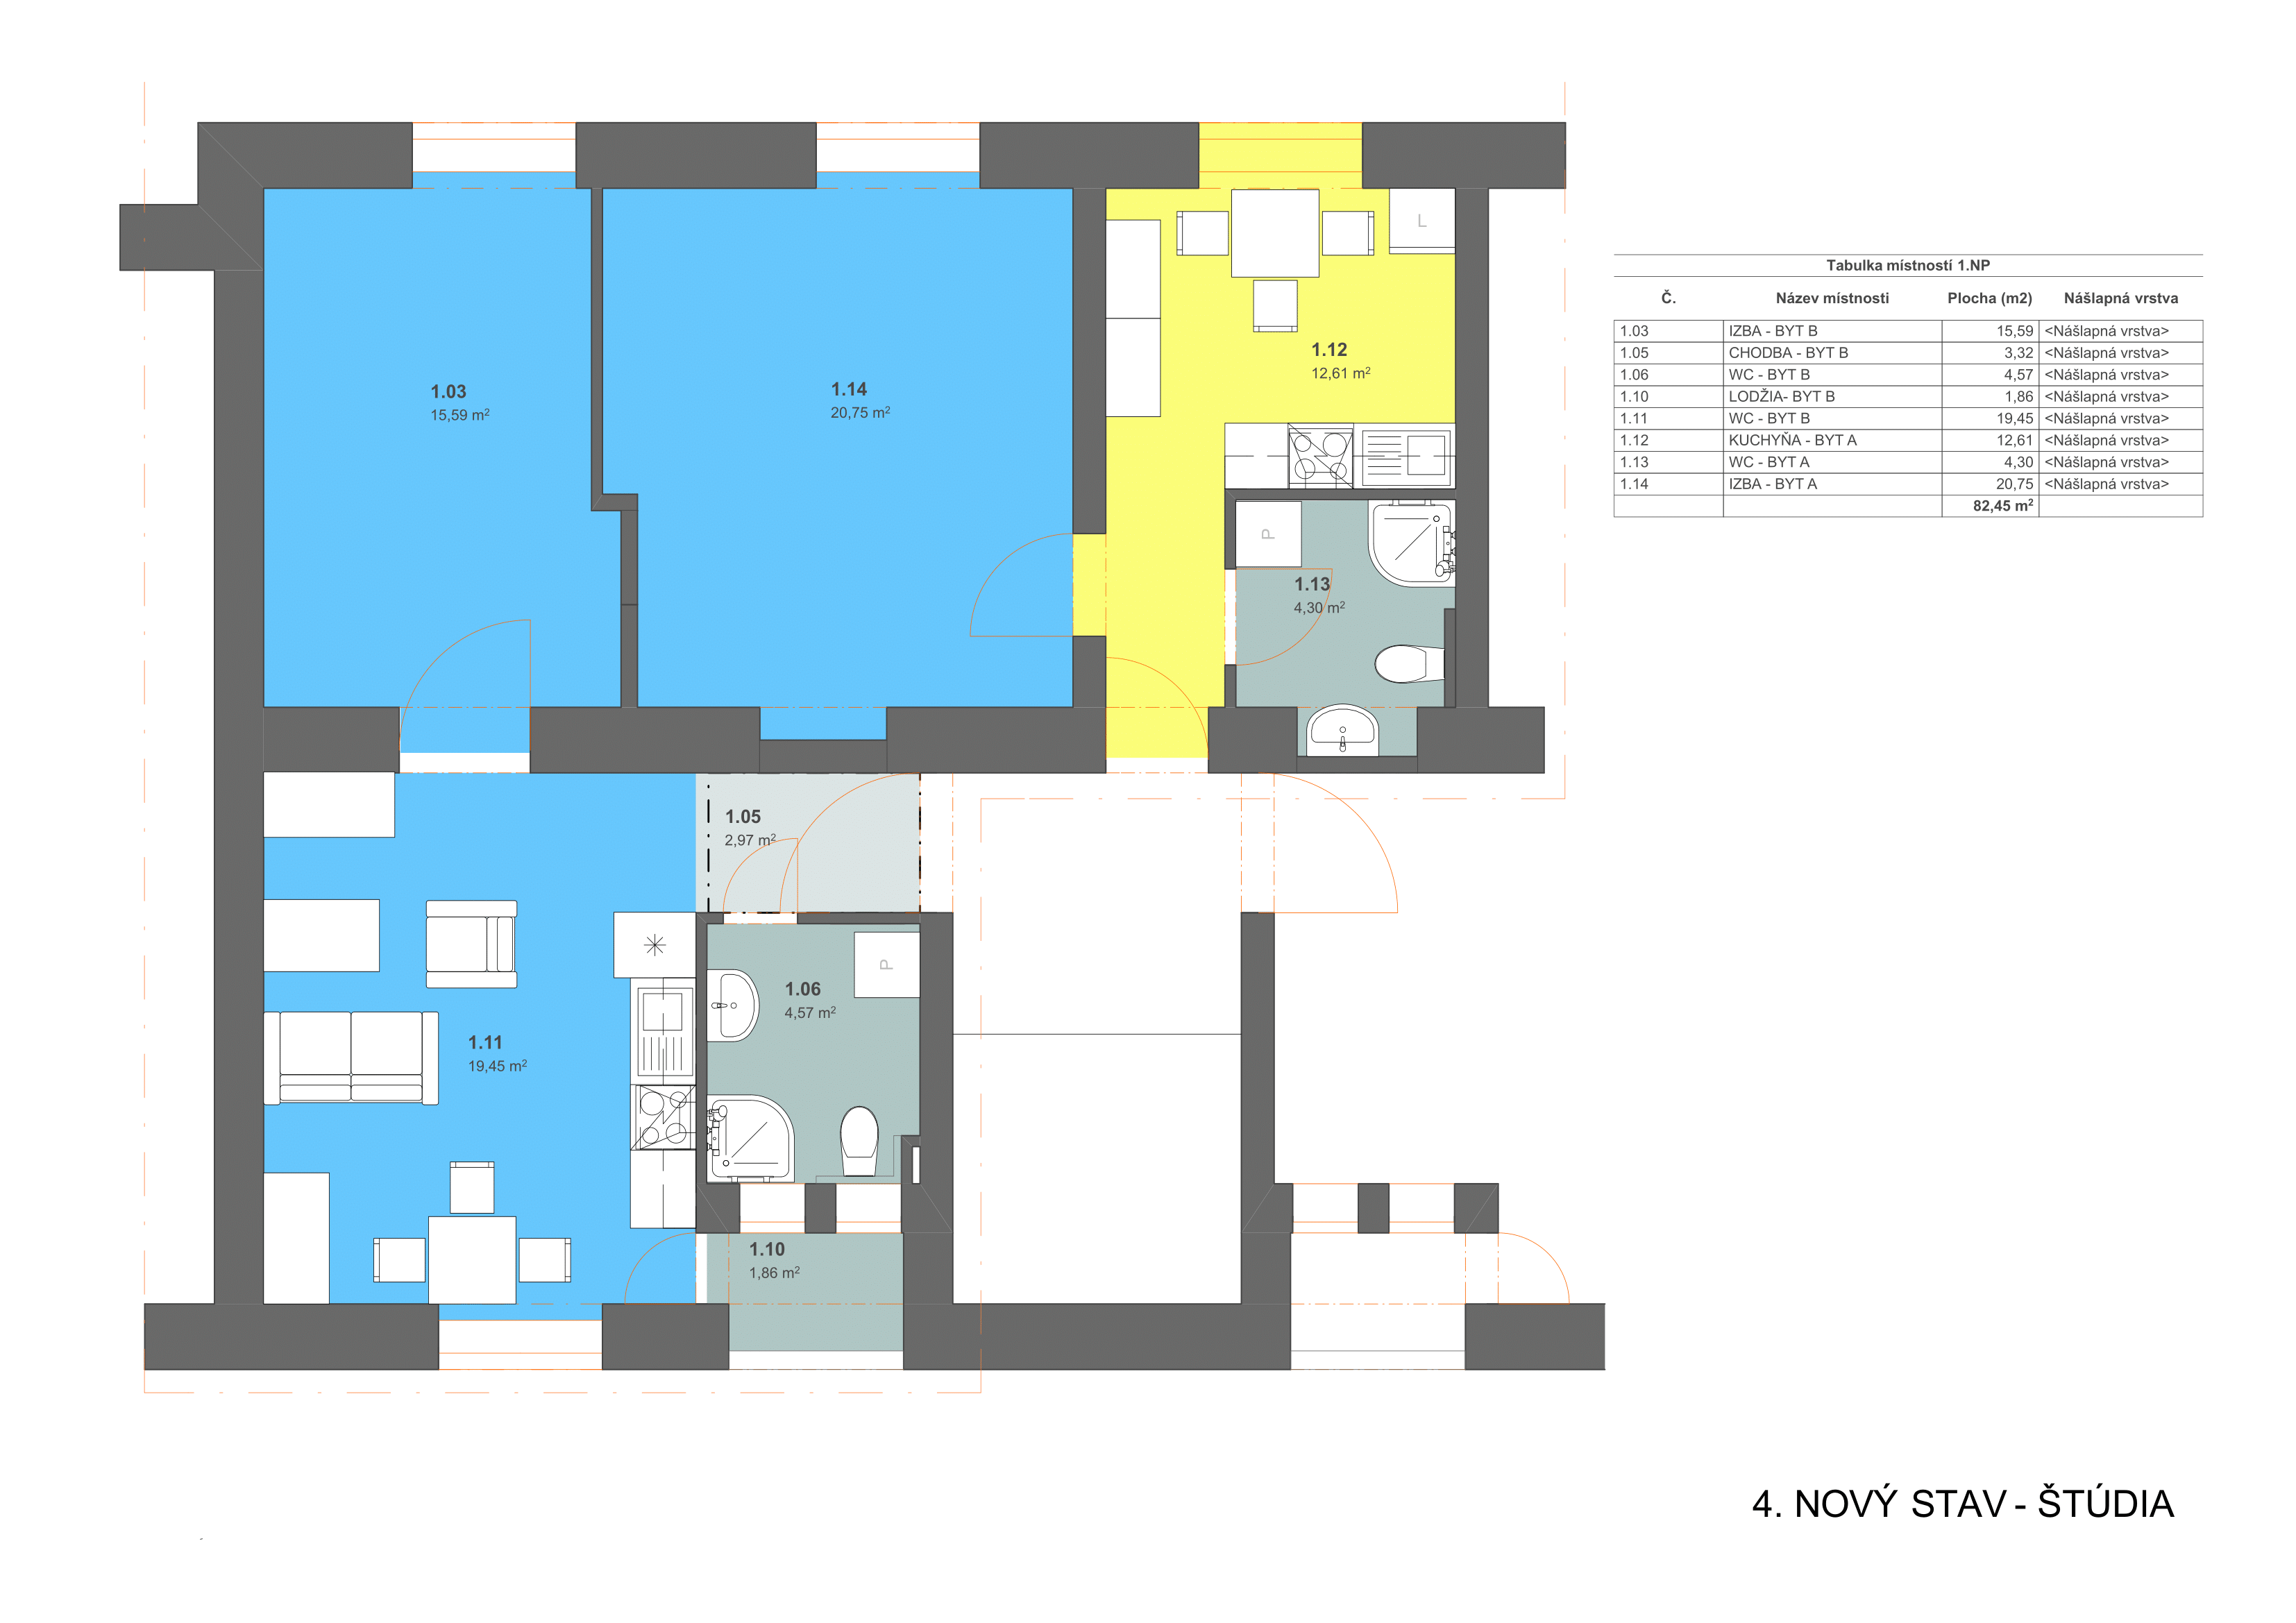 Tabulka místností 1.NP
Č. Název místnosti Plocha (m2) Nášlapná vrstva
1.03 IZBA - BYT B 15,59 <Nášlapná vrstva>
1.05 CHODBA - BYT B 3,32 <Nášlapná vrstva>
1.06 WC - BYT B 4,57 <Nášlapná vrstva>
1.10 LODŽIA- BYT B 1,86 <Nášlapná vrstva>
1.11 WC - BYT B 19,45 <Nášlapná vrstva>
1.12 KUCHYŇA - BYT A 12,61 <Nášlapná vrstva>
1.13 WC - BYT A 4,30 <Nášlapná vrstva>
1.14 IZBA - BYT A 20,75 <Nášlapná vrstva>
82,45 m²
L
1.12
12,61 m²
1.03
15,59 m²
1.14
20,75 m²
P
1.13
4,30 m²
1.05
2,97 m²
P
1.06
4,57 m²
1.11
19,45 m²
1.10
1,86 m²
4. NOVÝ STAV - ŠTÚDIA